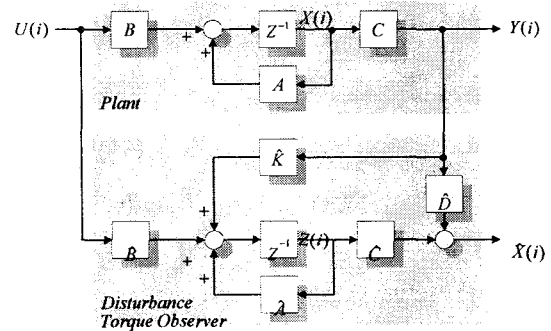 U(i) B + + Z⁻¹ X(i) C Y(i)
A
Plant
K̂
D̂
+
B̂ + + Z⁻¹ Z(i) Ĉ X̂(i)
Â
Disturbance
Torque Observer